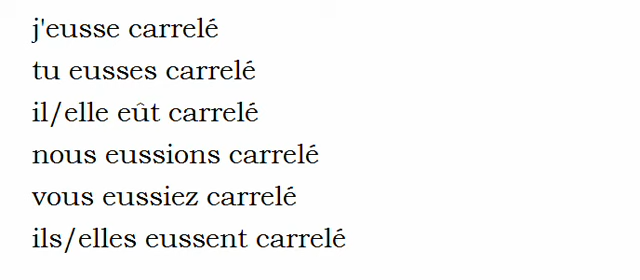 j'eusse carrelé
tu eusses carrelé
il/elle eût carrelé
nous eussions carrelé
vous eussiez carrelé
ils/elles eussent carrelé